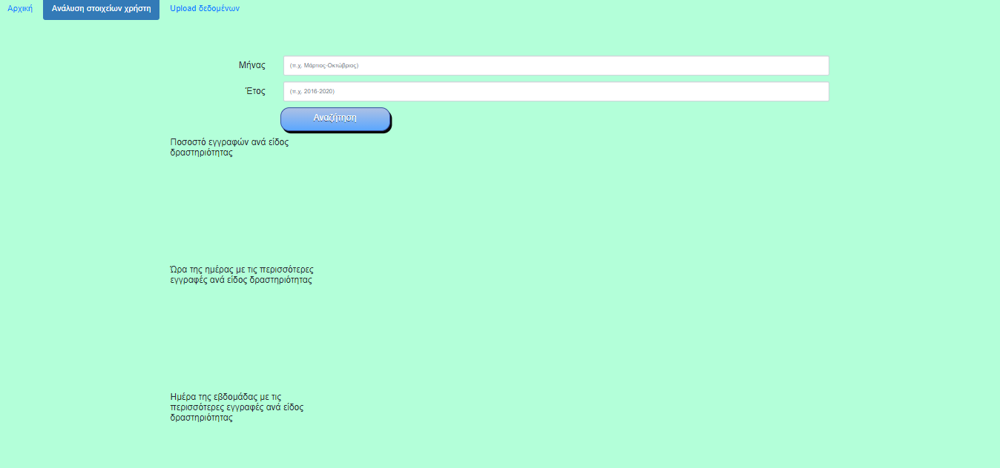 Αρχική Ανάλυση στοιχείων χρήστη Upload δεδομένων
Μήνας (π.χ. Μάρτιος-Οκτώβριος)
Έτος (π.χ. 2016-2020)
Αναζήτηση
Ποσοστό εγγραφών ανά είδος
δραστηριότητας
Ώρα της ημέρας με τις περισσότερες
εγγραφές ανά είδος δραστηριότητας
Ημέρα της εβδομάδας με τις
περισσότερες εγγραφές ανά είδος
δραστηριότητας